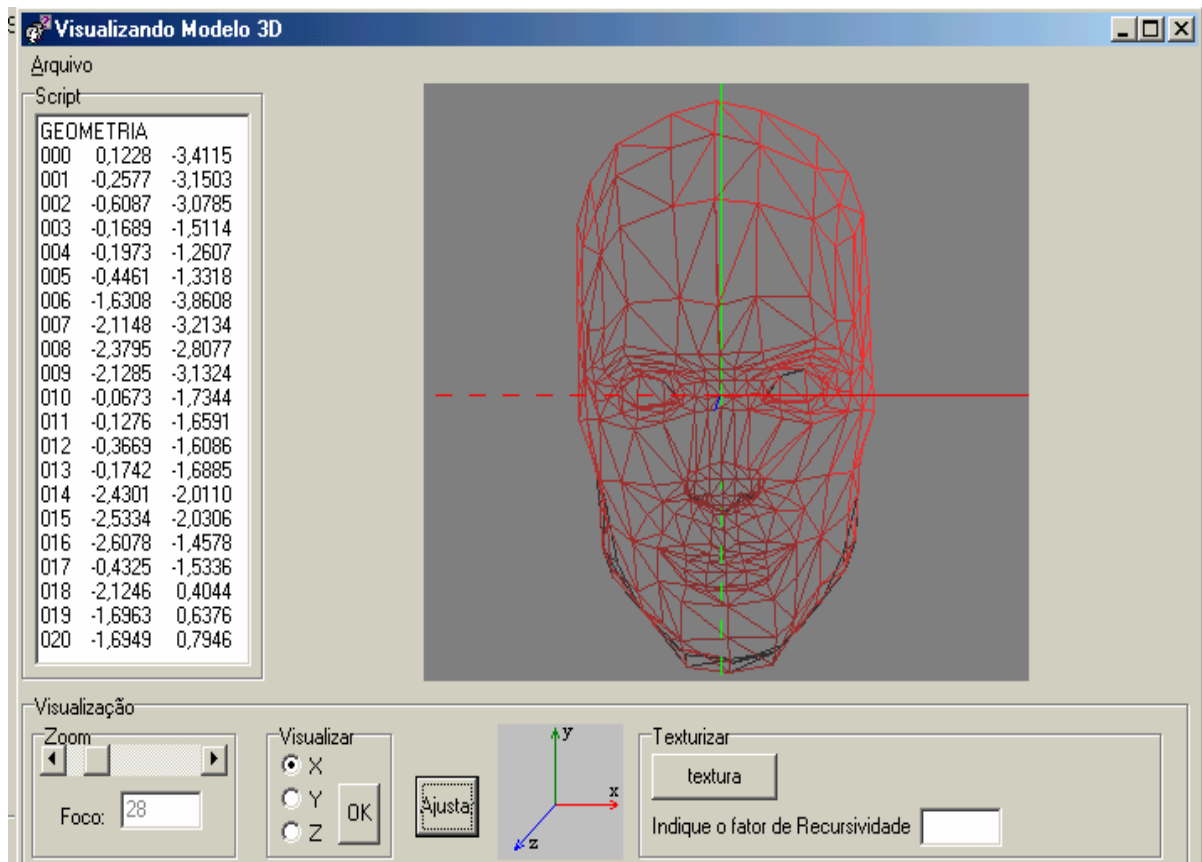 Visualizando Modelo 3D
Arquivo
Script
GEOMETRIA
000 0,1228 -3,4115
001 -0,2577 -3,1503
002 -0,6087 -3,0785
003 -0,1689 -1,5114
004 -0,1973 -1,2607
005 -0,4461 -1,3318
006 -1,6308 -3,8608
007 -2,1148 -3,2134
008 -2,3795 -2,8077
009 -2,1285 -3,1324
010 -0,0673 -1,7344
011 -0,1276 -1,6591
012 -0,3669 -1,6086
013 -0,1742 -1,6885
014 -2,4301 -2,0110
015 -2,5334 -2,0306
016 -2,6078 -1,4578
017 -0,4325 -1,5336
018 -2,1246 0,4044
019 -1,6963 0,6376
020 -1,6949 0,7946
Visualização
Zoom
Foco: 28
Visualizar
X
Y
Z
OK
Ajusta
y
x
z
Texturizar
textura
Indique o fator de Recursividade